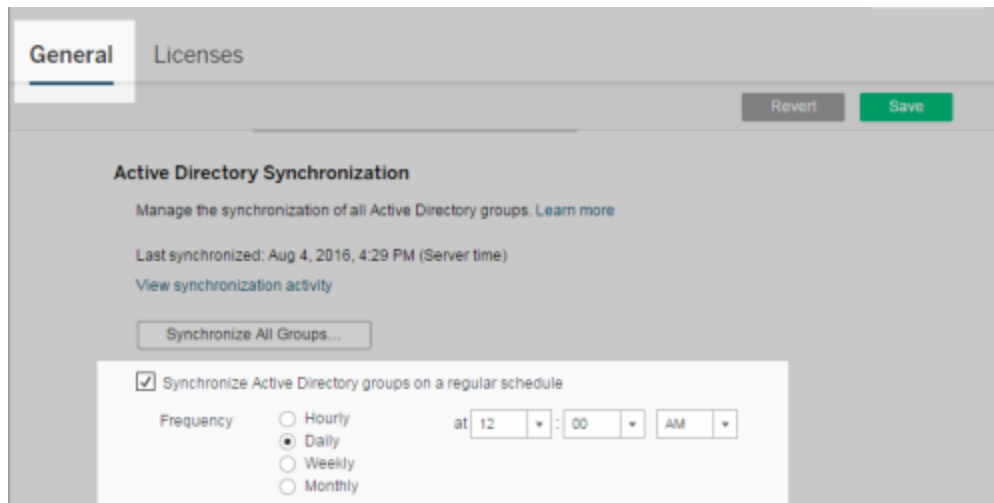 General Licenses
Revert Save
Active Directory Synchronization
Manage the synchronization of all Active Directory groups. Learn more
Last synchronized: Aug 4, 2016, 4:29 PM (Server time)
View synchronization activity
Synchronize All Groups...
Synchronize Active Directory groups on a regular schedule
Frequency Hourly at 12 : 00 AM
Daily
Weekly
Monthly